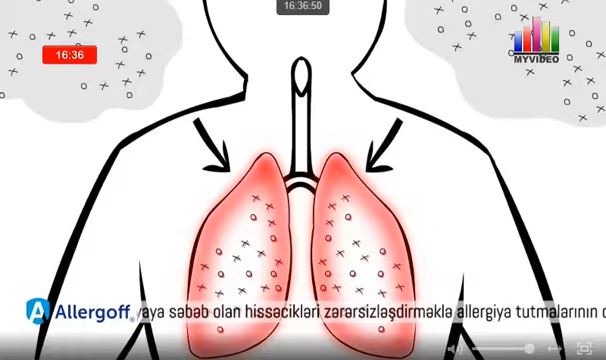 16:36:50
16:36
MYVIDEO
Allergoff® yaya səbəb olan hissəcikləri zərərsizləşdirməklə allergiya tutmalarının